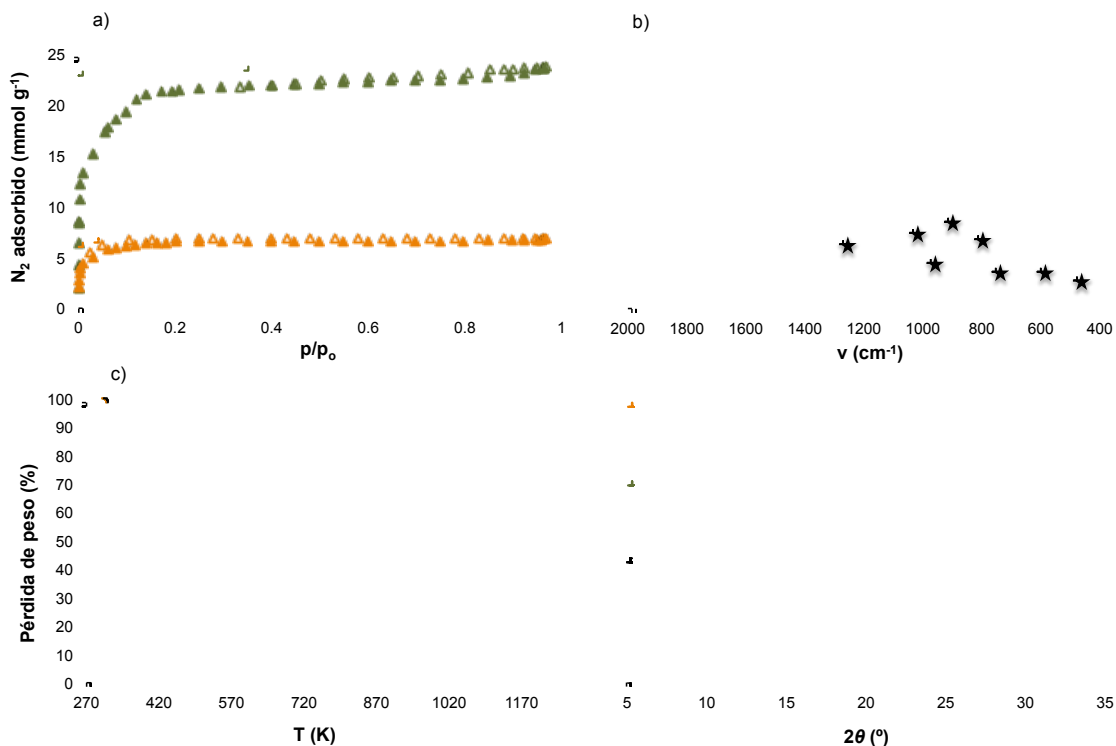 a)
25
20
15
10
5
0
N₂ adsorbido (mmol g⁻¹)
0 0.2 0.4 0.6 0.8 1
p/pₒ
b)
2000 1800 1600 1400 1200 1000 800 600 400
ν (cm⁻¹)
c)
100
90
80
70
60
50
40
30
20
10
0
Pérdida de peso (%)
270 420 570 720 870 1020 1170
T (K)
5 10 15 20 25 30 35
2θ (º)